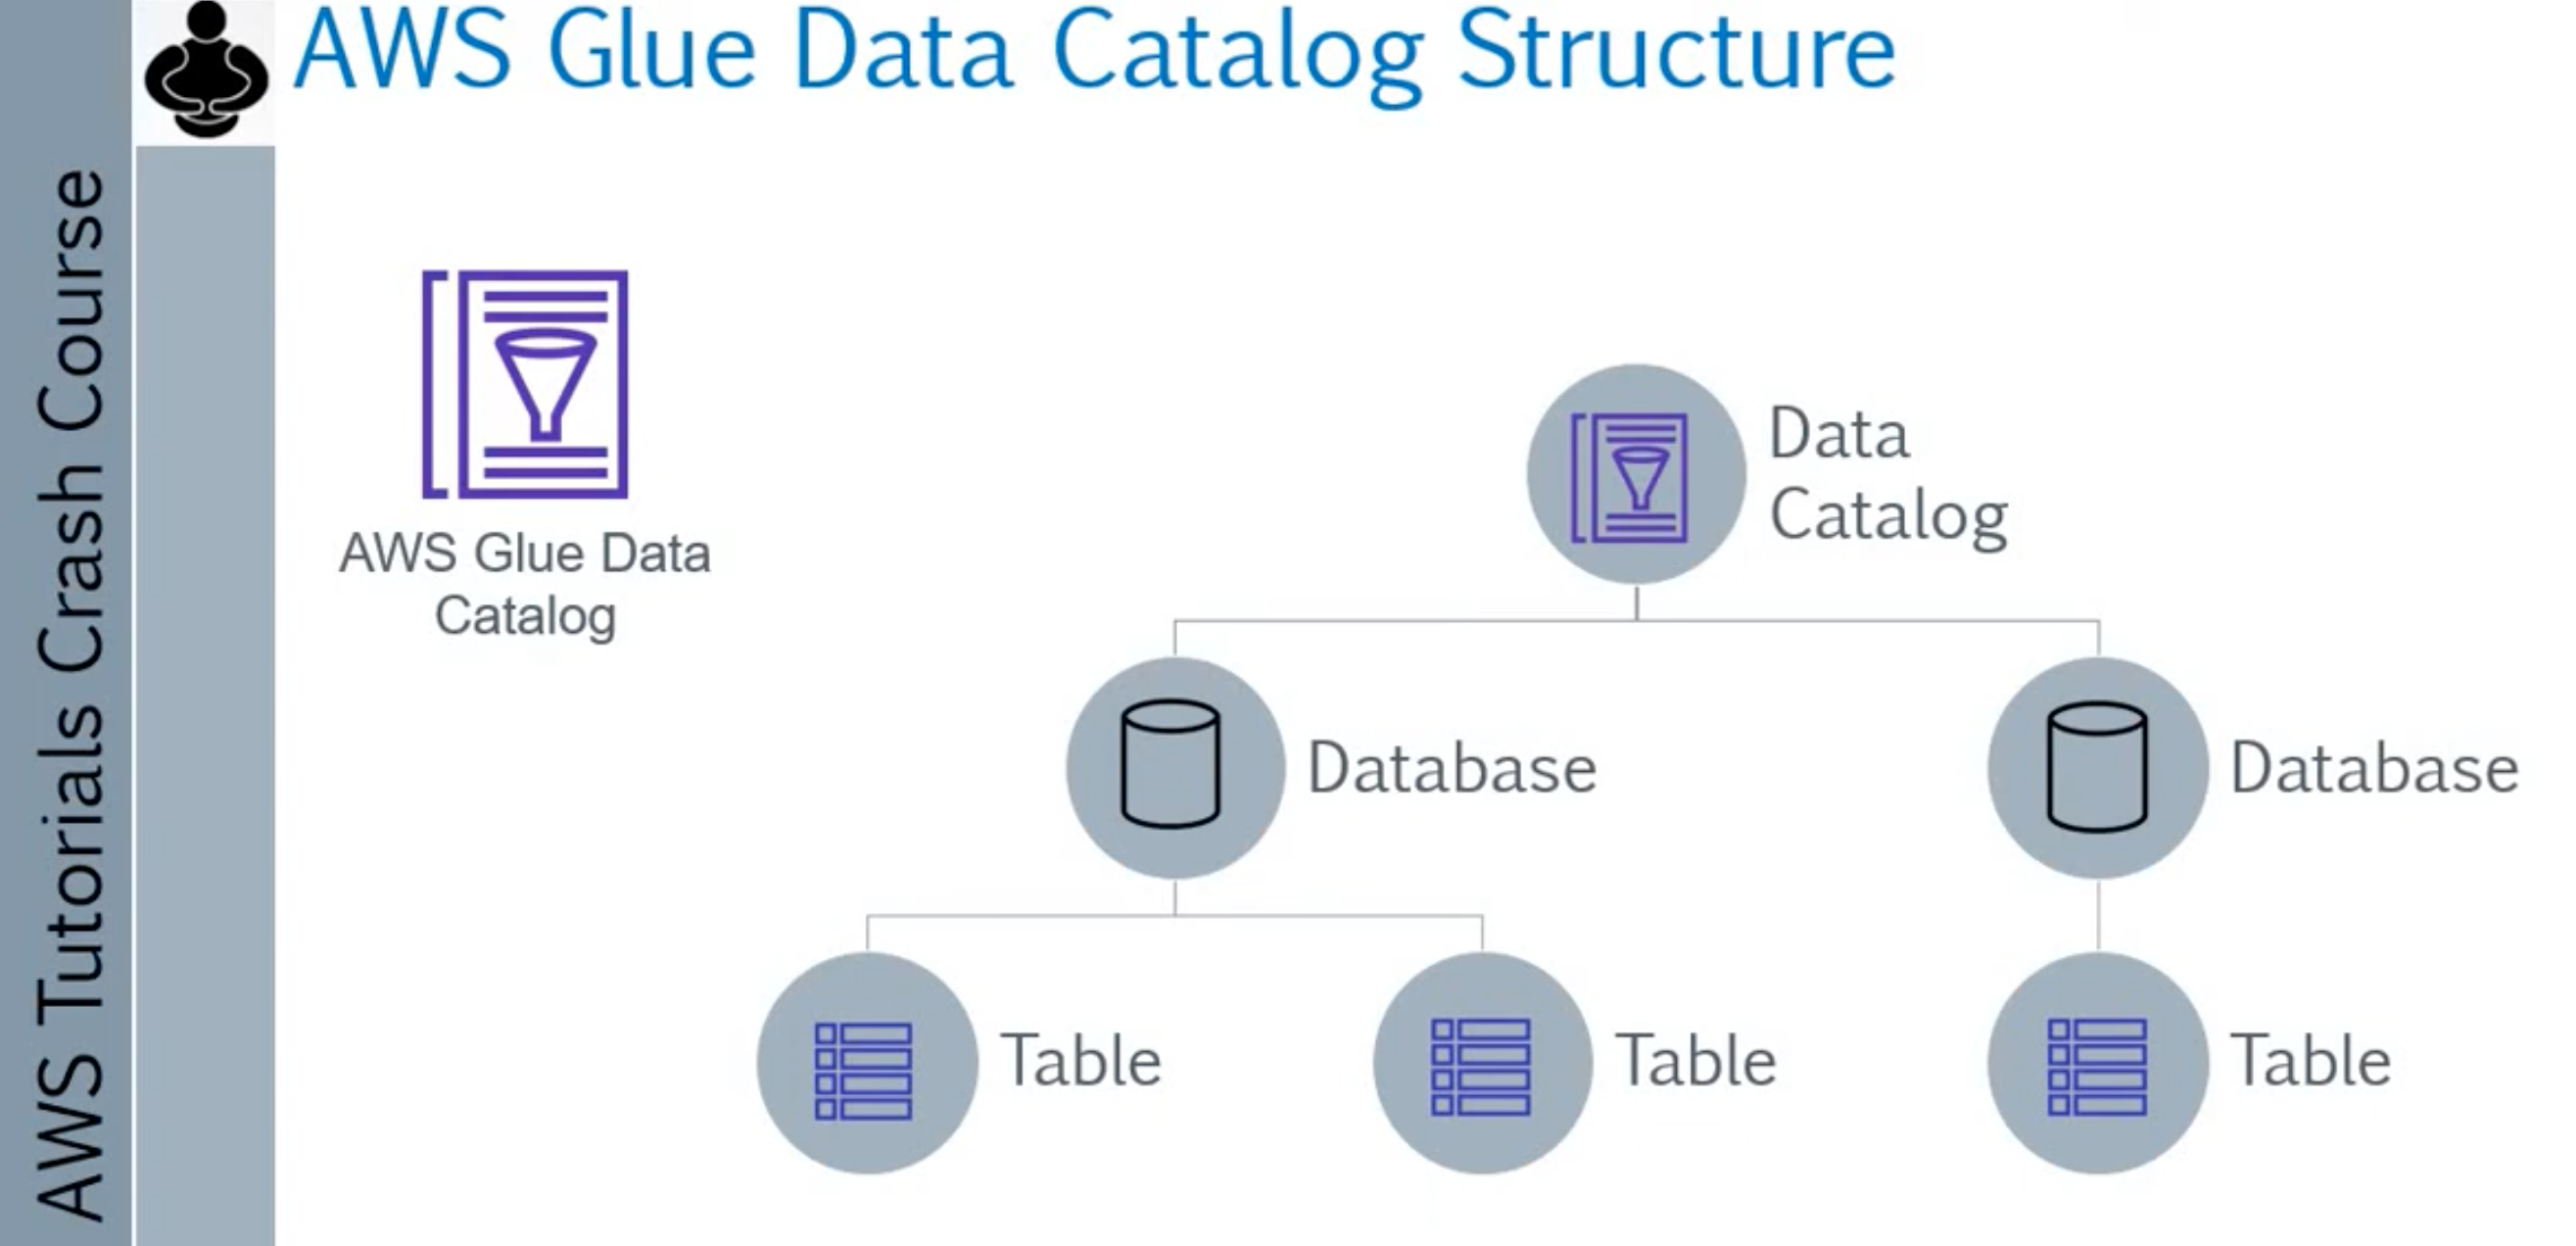 AWS Glue Data Catalog Structure
AWS Tutorials Crash Course
AWS Glue Data
Catalog
Data
Catalog
Database
Database
Table
Table
Table